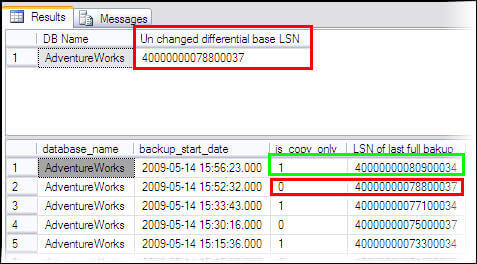 Results Messages
DB Name Un changed differential base LSN
1 AdventureWorks 40000000078800037
database_name backup_start_date is_copy_only LSN of last full bakup
1 AdventureWorks 2009-05-14 15:56:23.000 1 40000000080900034
2 AdventureWorks 2009-05-14 15:52:32.000 0 40000000078800037
3 AdventureWorks 2009-05-14 15:33:43.000 1 40000000077100034
4 AdventureWorks 2009-05-14 15:30:16.000 0 40000000075000037
5 AdventureWorks 2009-05-14 15:15:36.000 1 40000000073300034